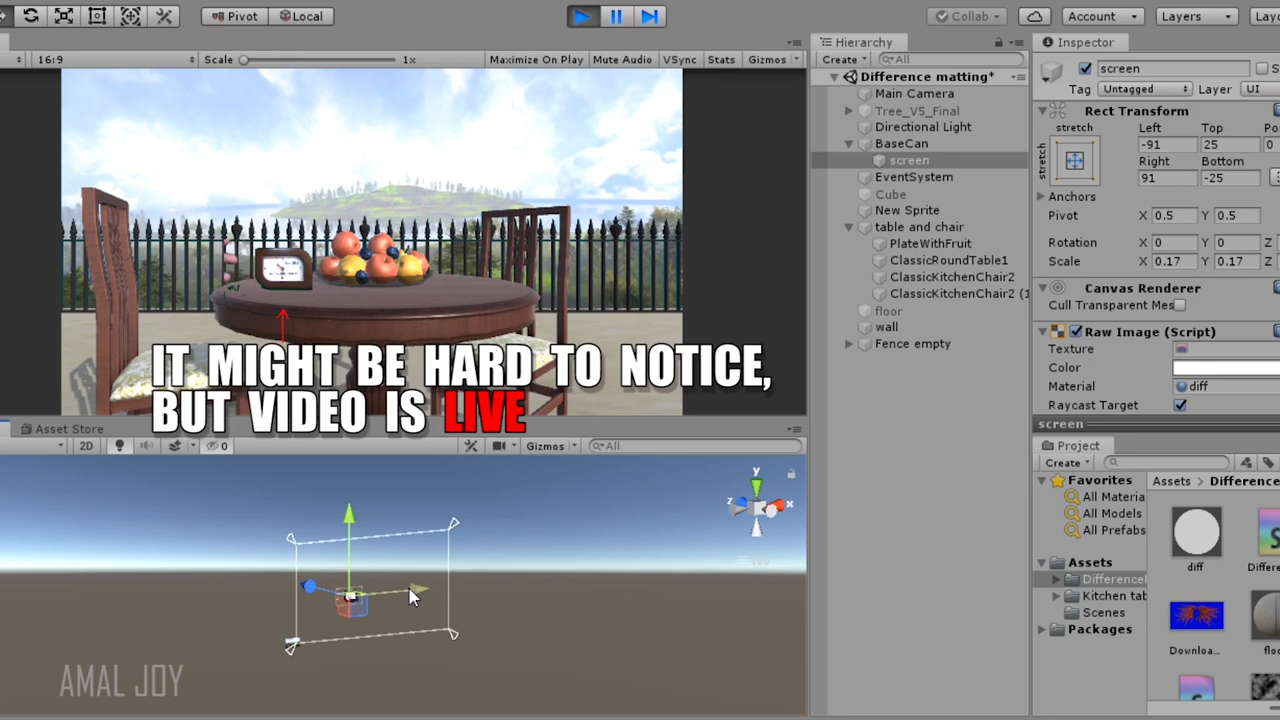 Pivot Local Collab Account Layers
16:9 Scale 1x Maximize On Play Mute Audio VSync Stats Gizmos
Hierarchy
Create All
Difference matting*
Main Camera
Tree_V5_Final
Directional Light
BaseCan
screen
EventSystem
Cube
New Sprite
table and chair
PlateWithFruit
ClassicRoundTable1
ClassicKitchenChair2
ClassicKitchenChair2 (1
floor
wall
Fence empty
Inspector
screen
Tag Untagged Layer UI
Rect Transform
stretch Left Top
-91 25 0
stretch
Right Bottom
91 -25
Anchors
Pivot X 0.5 Y 0.5
Rotation X 0 Y 0 Z
Scale X 0.17 Y 0.17 Z
Canvas Renderer
Cull Transparent Mes
Raw Image (Script)
Texture
Color
Material diff
Raycast Target
screen
IT MIGHT BE HARD TO NOTICE,
BUT VIDEO IS LIVE
Asset Store
2D 0 Gizmos All
y
z x
Project
Create
Favorites
All Materia
All Models
All Prefabs
Assets
Difference
Kitchen tab
Scenes
Packages
Assets > Difference
diff Differe
Downloa... floo
AMAL JOY